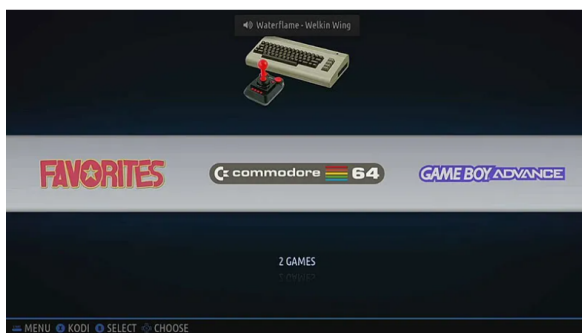 Waterflame - Welkin Wing
FAVORITES
commodore 64
GAME BOY ADVANCE
2 GAMES
MENU KODI SELECT CHOOSE